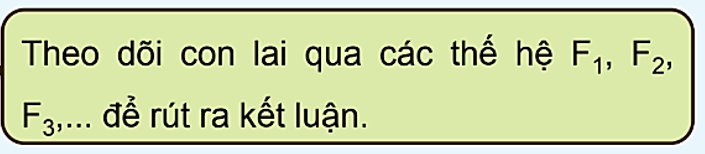 Theo dõi con lai qua các thế hệ F₁, F₂,
F₃,... để rút ra kết luận.